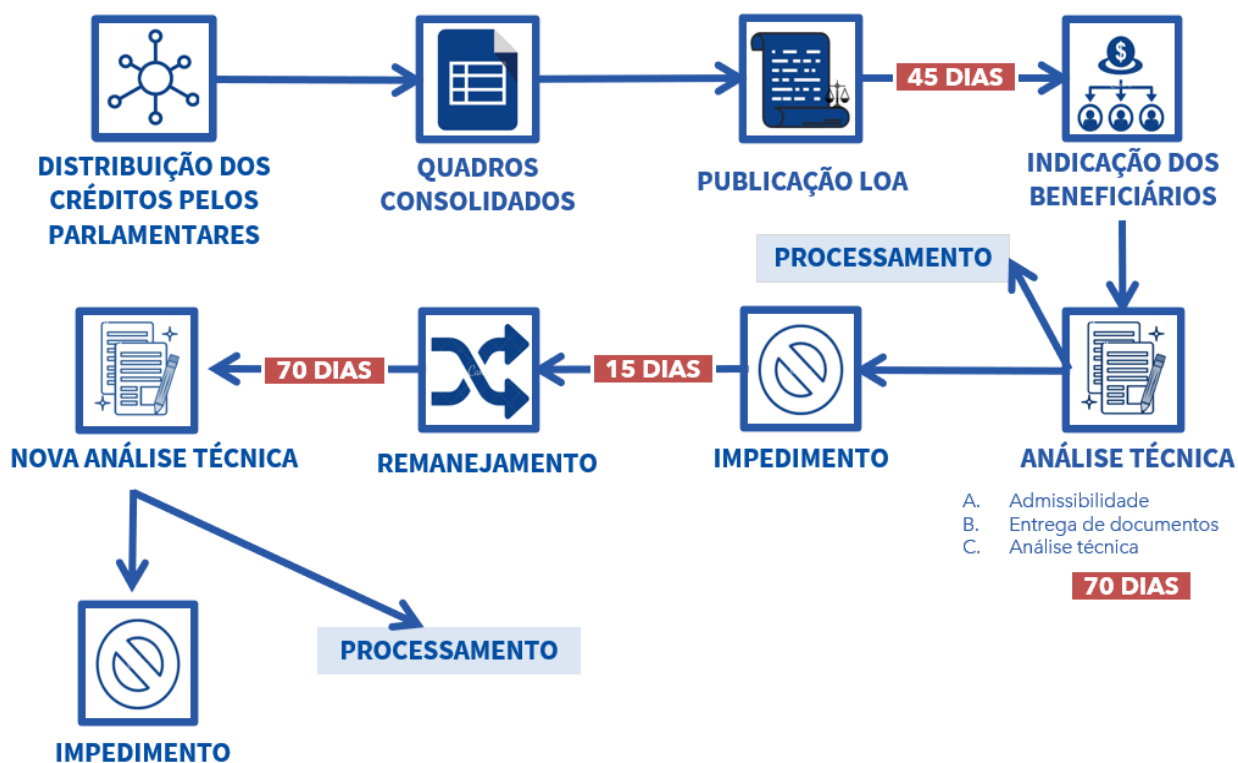 45 DIAS
DISTRIBUIÇÃO DOS
CRÉDITOS PELOS
PARLAMENTARES
QUADROS
CONSOLIDADOS
PUBLICAÇÃO LOA
INDICAÇÃO DOS
BENEFICIÁRIOS
PROCESSAMENTO
70 DIAS
15 DIAS
NOVA ANÁLISE TÉCNICA
REMANEJAMENTO
IMPEDIMENTO
ANÁLISE TÉCNICA
A. Admissibilidade
B. Entrega de documentos
C. Análise técnica
70 DIAS
PROCESSAMENTO
IMPEDIMENTO